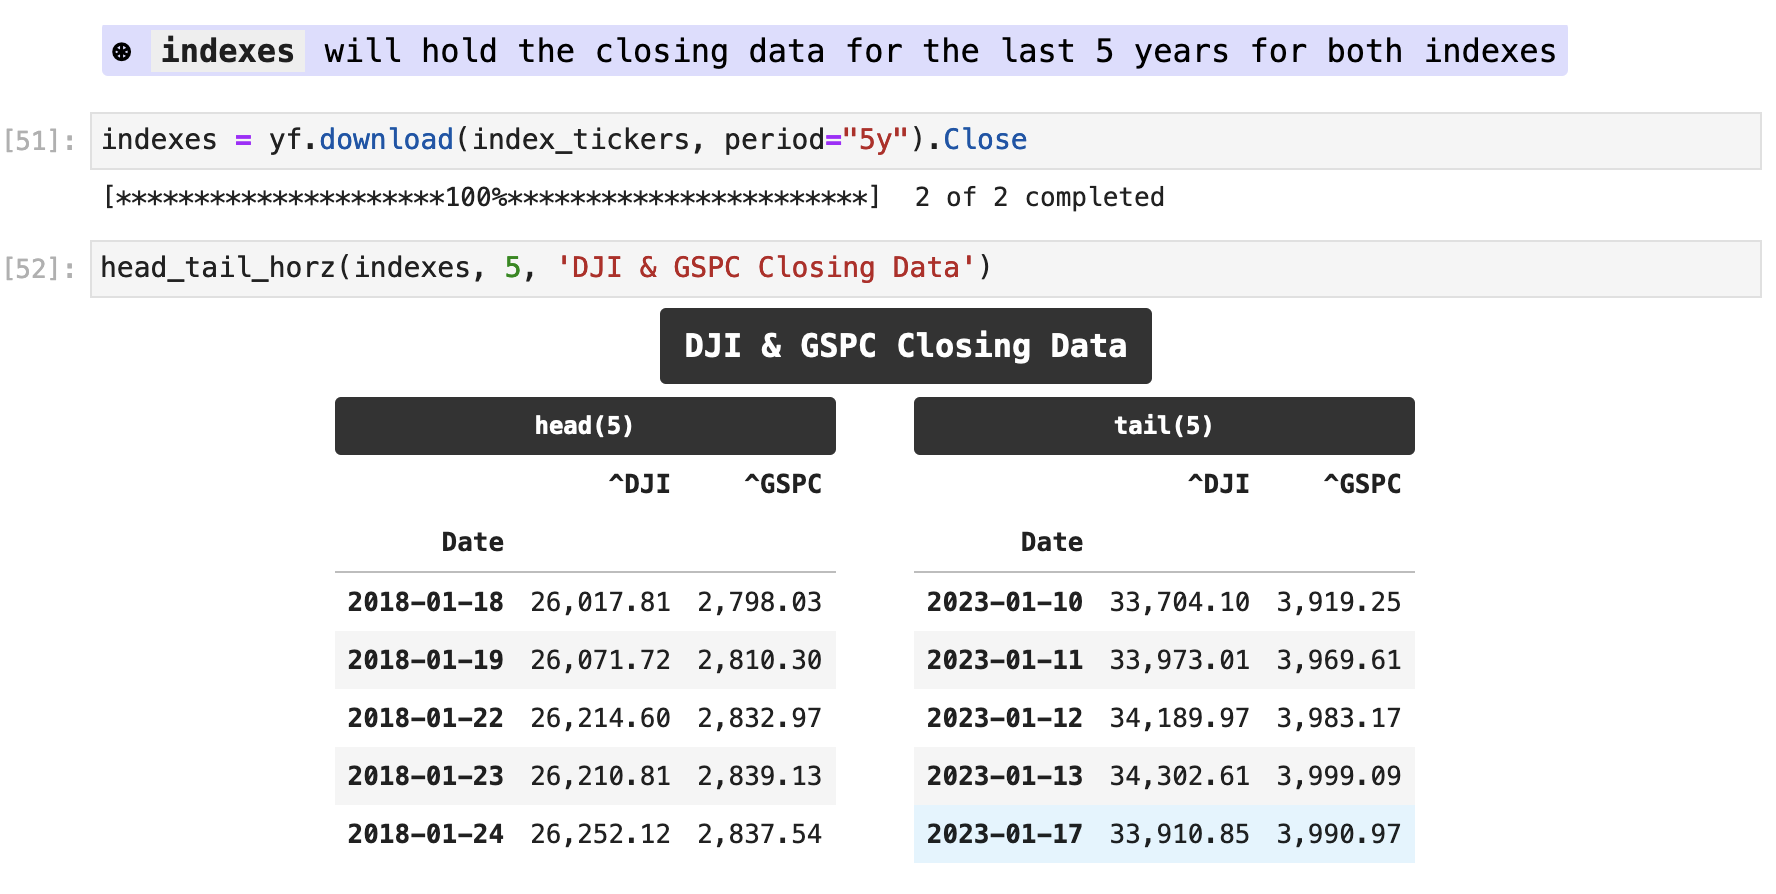 indexes will hold the closing data for the last 5 years for both indexes
[51]: indexes = yf.download(index_tickers, period="5y").Close
[*********************100%***********************]  2 of 2 completed
[52]: head_tail_horz(indexes, 5, 'DJI & GSPC Closing Data')
DJI & GSPC Closing Data
head(5)
^DJI ^GSPC
Date
2018-01-18 26,017.81 2,798.03
2018-01-19 26,071.72 2,810.30
2018-01-22 26,214.60 2,832.97
2018-01-23 26,210.81 2,839.13
2018-01-24 26,252.12 2,837.54
tail(5)
^DJI ^GSPC
Date
2023-01-10 33,704.10 3,919.25
2023-01-11 33,973.01 3,969.61
2023-01-12 34,189.97 3,983.17
2023-01-13 34,302.61 3,999.09
2023-01-17 33,910.85 3,990.97